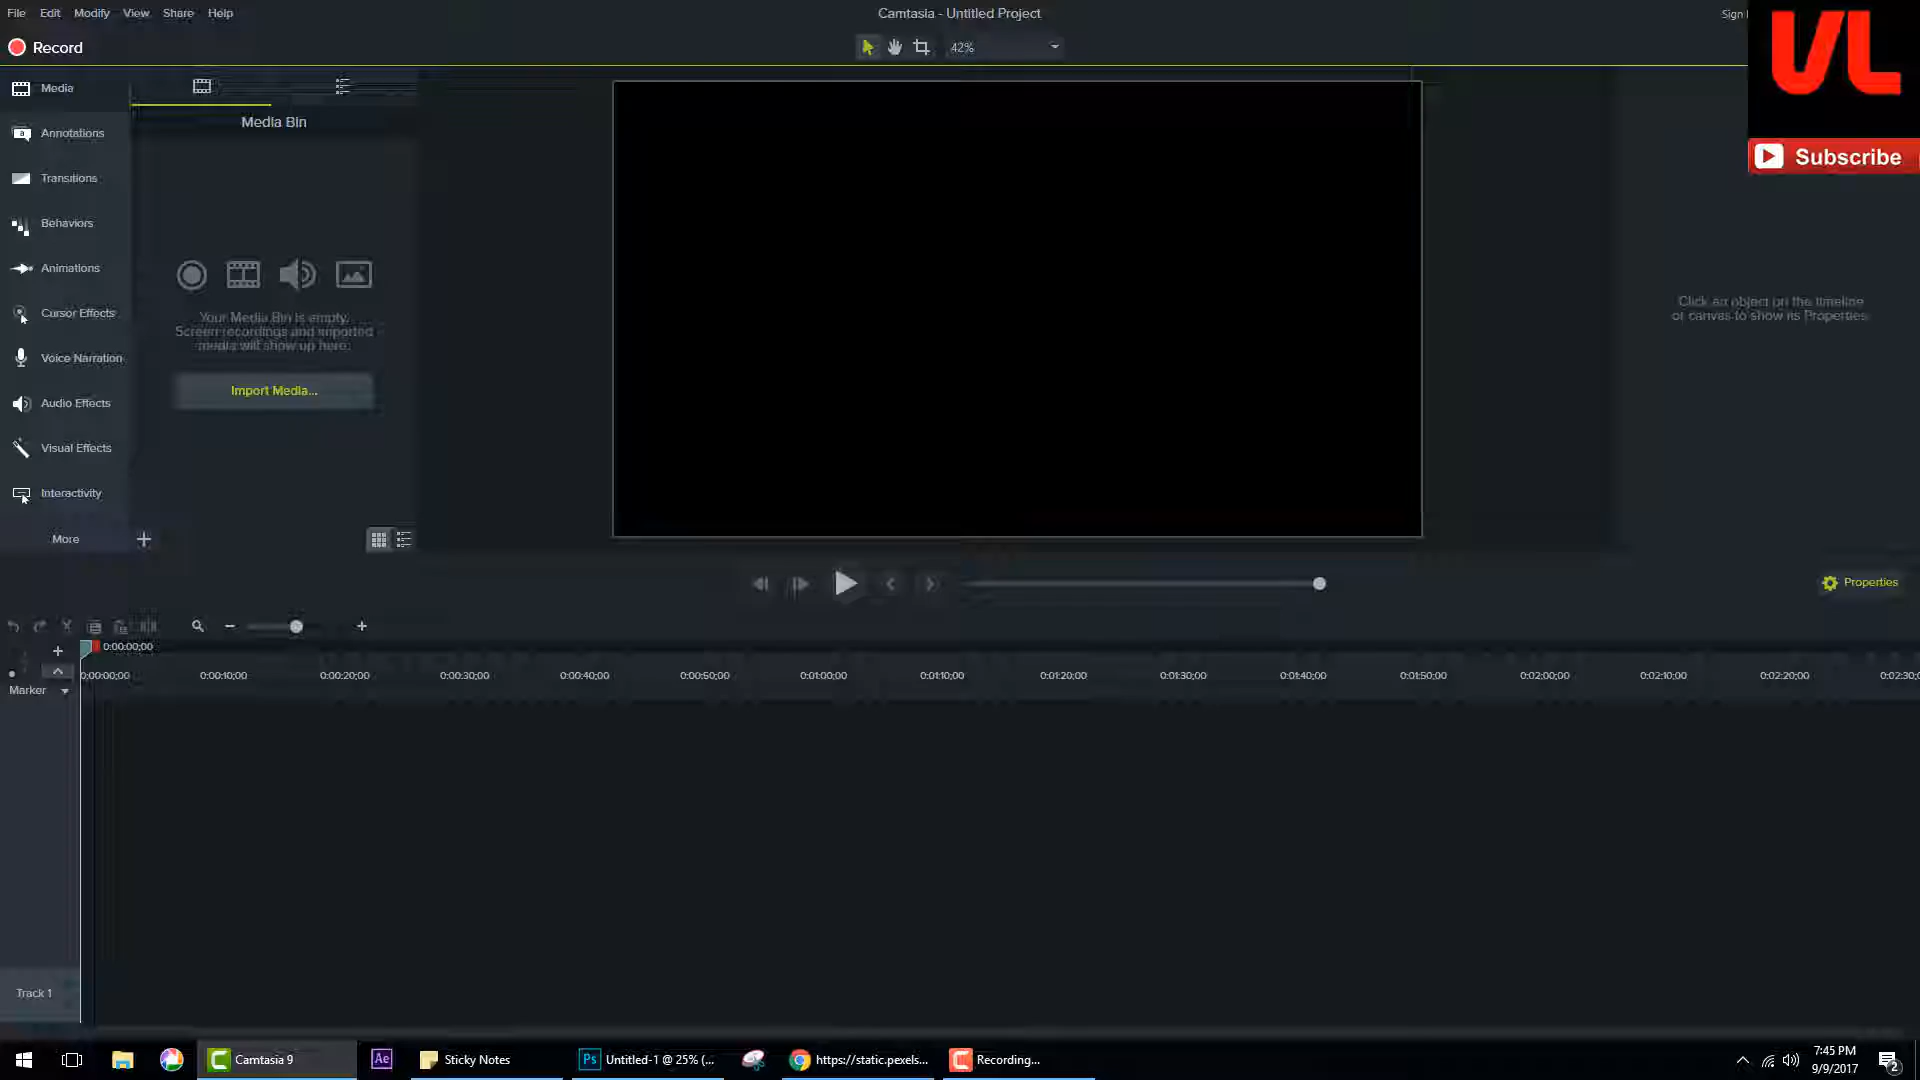 File Edit Modify View Share Help
Camtasia - Untitled Project
Sign
Record
42%
VL
Subscribe
Media
Annotations
Transitions
Behaviors
Animations
Cursor Effects
Voice Narration
Audio Effects
Visual Effects
Interactivity
More
Media Bin
Your Media Bin is empty.
Screen recordings and imported
media will show up here.
Import Media...
Click an object on the timeline
or canvas to show its Properties
Properties
0:00:00;00
0:00:00;00 0:00:10;00 0:00:20;00 0:00:30;00 0:00:40;00 0:00:50;00 0:01:00;00 0:01:10;00 0:01:20;00 0:01:30;00 0:01:40;00 0:01:50;00 0:02:00;00 0:02:10;00 0:02:20;00 0:02:30;0
Marker
Track 1
Camtasia 9
Ae
Sticky Notes
Ps Untitled-1 @ 25% (...
https://static.pexels...
Recording...
7:45 PM
9/9/2017
2